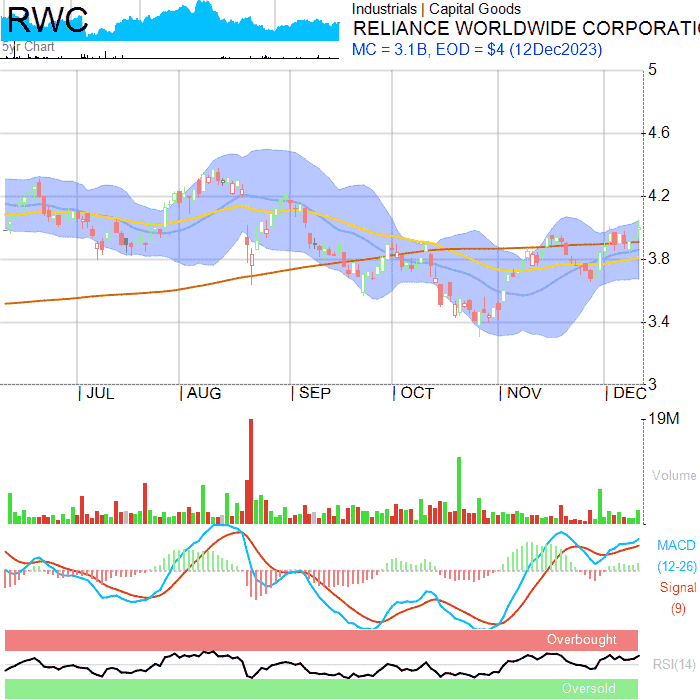 RWC
5yr Chart
Industrials | Capital Goods
RELIANCE WORLDWIDE CORPORATI
MC = 3.1B, EOD = $4 (12Dec2023)
5
4.6
4.2
3.8
3.4
3
| JUL | AUG | SEP | OCT | NOV | DEC
19M
Volume
MACD
(12-26)
Signal
(9)
Overbought
RSI(14)
Oversold